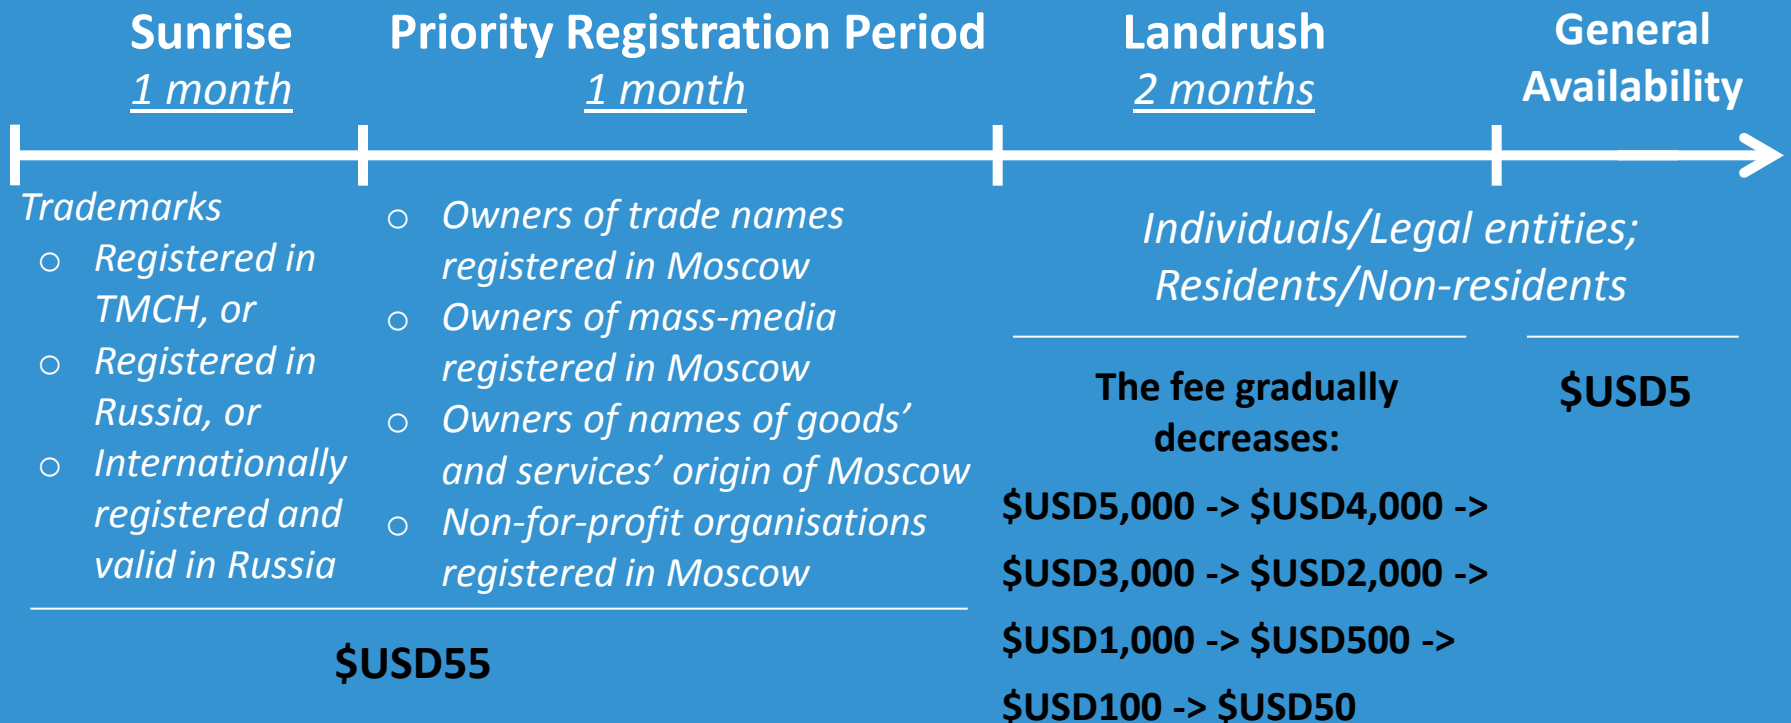 Sunrise
1 month
Priority Registration Period
1 month
Landrush
2 months
General
Availability
Trademarks
o Registered in
TMCH, or
o Registered in
Russia, or
o Internationally
registered and
valid in Russia
o Owners of trade names
registered in Moscow
o Owners of mass-media
registered in Moscow
o Owners of names of goods’
and services’ origin of Moscow
o Non-for-profit organisations
registered in Moscow
$USD55
Individuals/Legal entities;
Residents/Non-residents
The fee gradually
decreases:
$USD5,000 -> $USD4,000 ->
$USD3,000 -> $USD2,000 ->
$USD1,000 -> $USD500 ->
$USD100 -> $USD50
$USD5